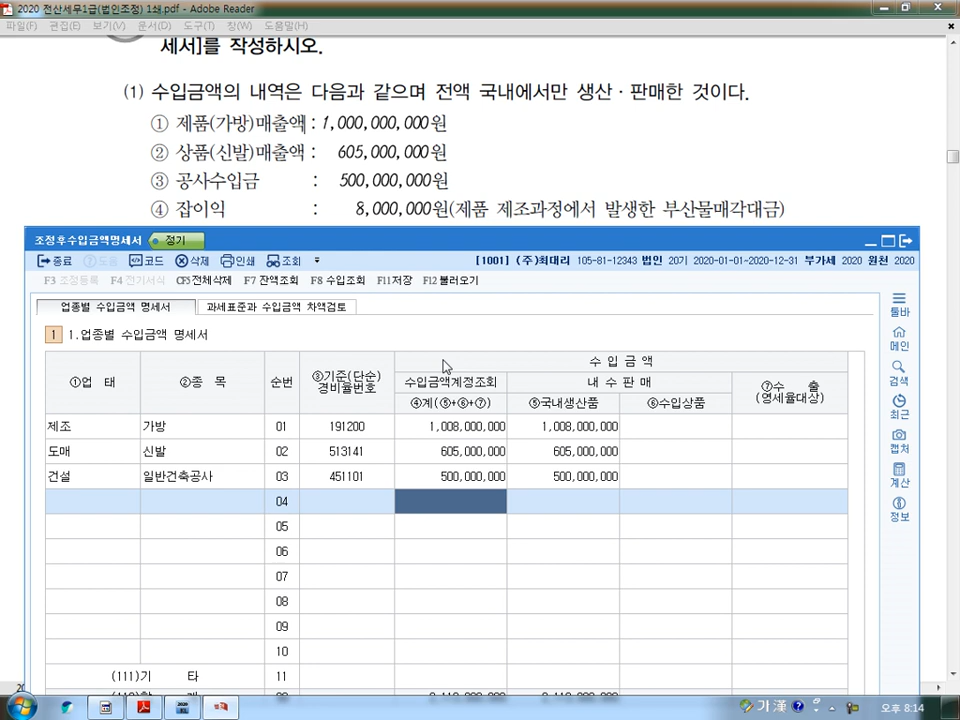 2020 전산세무1급(법인조정) 1쇄.pdf - Adobe Reader
파일(F) 편집(E) 보기(V) 문서(D) 도구(T) 창(W) 도움말(H)
세서]를 작성하시오.
(1) 수입금액의 내역은 다음과 같으며 전액 국내에서만 생산·판매한 것이다.
① 제품(가방)매출액 : 1,000,000,000원
② 상품(신발)매출액 : 605,000,000원
③ 공사수입금 : 500,000,000원
④ 잡이익 : 8,000,000원(제품 제조과정에서 발생한 부산물매각대금)
조정후수입금액명세서 정기
종료 도움 코드 삭제 인쇄 조회 [1001] (주)최대리 105-81-12343 법인 20기 2020-01-01~2020-12-31 부가세 2020 원천 2020
F3 조정등록 F4 전기서식 CF5전체삭제 F7 잔액조회 F8 수입조회 F11저장 F12불러오기
업종별 수입금액 명세서 과세표준과 수입금액 차액검토
1 1.업종별 수입금액 명세서
①업 태 ②종 목 순번 ③기준(단순)경비율번호 수 입 금 액
수입금액계정조회 내 수 판 매 ⑦수 출(영세율대상)
④계(⑤+⑥+⑦) ⑤국내생산품 ⑥수입상품
제조 가방 01 191200 1,008,000,000 1,008,000,000
도매 신발 02 513141 605,000,000 605,000,000
건설 일반건축공사 03 451101 500,000,000 500,000,000
04
05
06
07
08
09
10
(111)기 타 11
툴바
메인
검색
최근
캡처
계산
정보
20
가 漢
오후 8:14